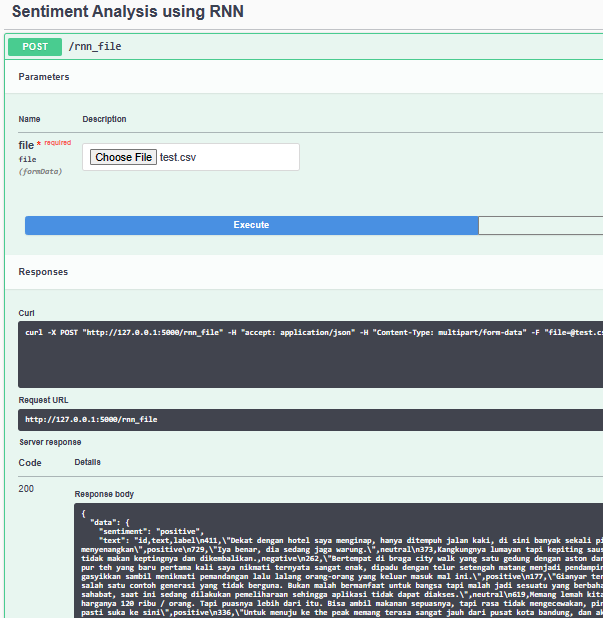 Sentiment Analysis using RNN
POST /rnn_file
Parameters
Name Description
file * required
file
(formData)
Choose File test.csv
Execute
Responses
Curl
curl -X POST "http://127.0.0.1:5000/rnn_file" -H "accept: application/json" -H "Content-Type: multipart/form-data" -F "file=@test.cs
Request URL
http://127.0.0.1:5000/rnn_file
Server response
Code Details
200
Response body
{
"data": {
"sentiment": "positive",
"text": "id,text,label\n411,\"Dekat dengan hotel saya menginap, hanya ditempuh jalan kaki, di sini banyak sekali pi
menyenangkan\",positive\n729,\"Iya benar, dia sedang jaga warung.\",neutral\n373,Kangkungnya lumayan tapi kepiting saus
tidak makan keptingnya dan dikembalikan.,negative\n262,\"Bertempat di braga city walk yang satu gedung dengan aston dan
pur teh yang baru pertama kali saya nikmati ternyata sangat enak, dipadu dengan telur setengah matang menjadi pendampin
gasyikkan sambil menikmati pemandangan lalu lalang orang-orang yang keluar masuk mal ini.\",positive\n177,\"Gianyar ter
salah satu contoh generasi yang tidak berguna. Bukan malah bermanfaat untuk bangsa tapi malah jadi sesuatu yang berbaha
sahabat, saat ini sedang dilakukan pemeliharaan sehingga aplikasi tidak dapat diakses.\",neutral\n619,Memang lemah kita
harganya 120 ribu / orang. Tapi puasnya lebih dari itu. Bisa ambil makanan sepuasnya, tapi rasa tidak mengecewakan, pin
pasti suka ke sini\",positive\n336,\"Untuk menuju ke the peak memang terasa sangat jauh dari pusat kota bandung, dan ak